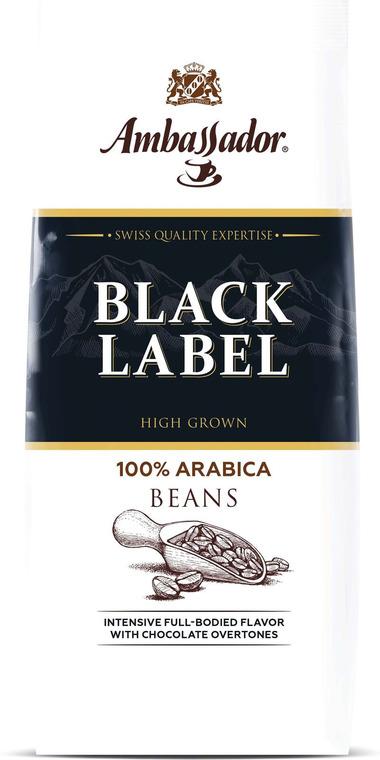 Ambassador®
• SWISS QUALITY EXPERTISE •
BLACK
LABEL
HIGH GROWN
100% ARABICA
BEANS
INTENSIVE FULL-BODIED FLAVOR
WITH CHOCOLATE OVERTONES